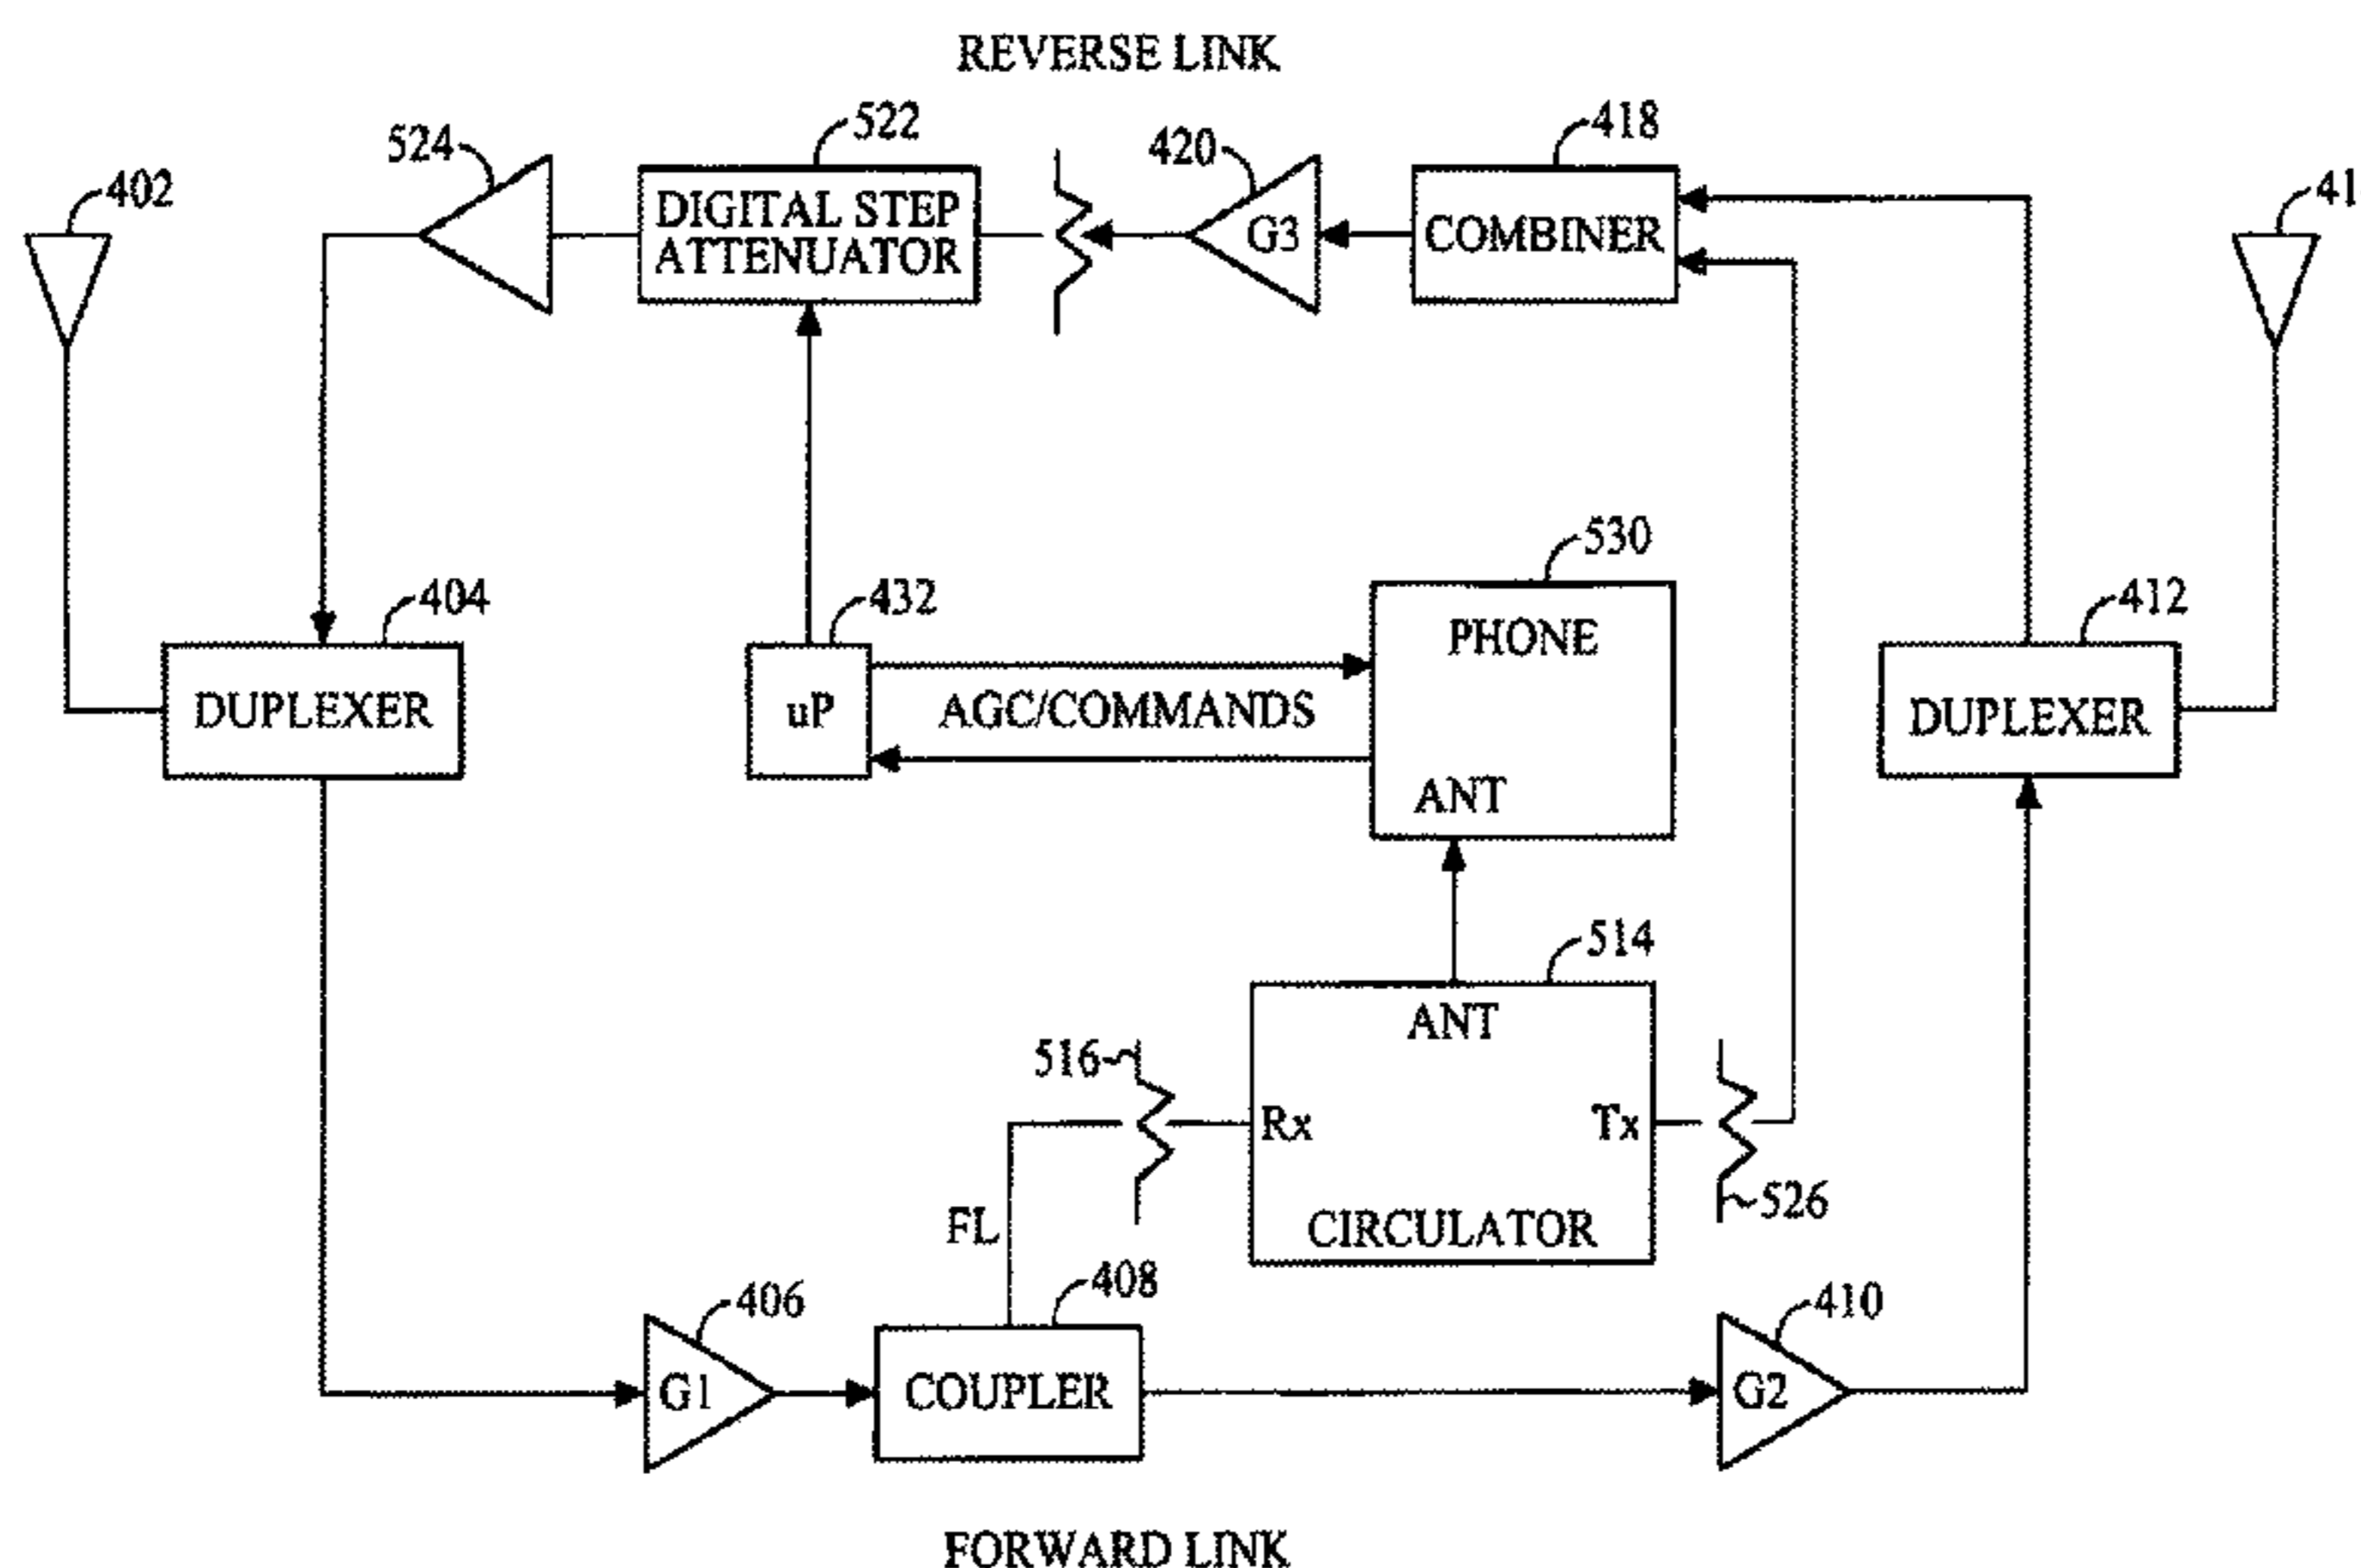 REVERSE LINK
524
522
420
418
402
DIGITAL STEP
ATTENUATOR
G3
COMBINER
41
404
432
530
412
DUPLEXER
uP
AGC/COMMANDS
PHONE
ANT
DUPLEXER
514
ANT
516
Rx
Tx
526
FL
CIRCULATOR
406
408
410
G1
COUPLER
G2
FORWARD LINK